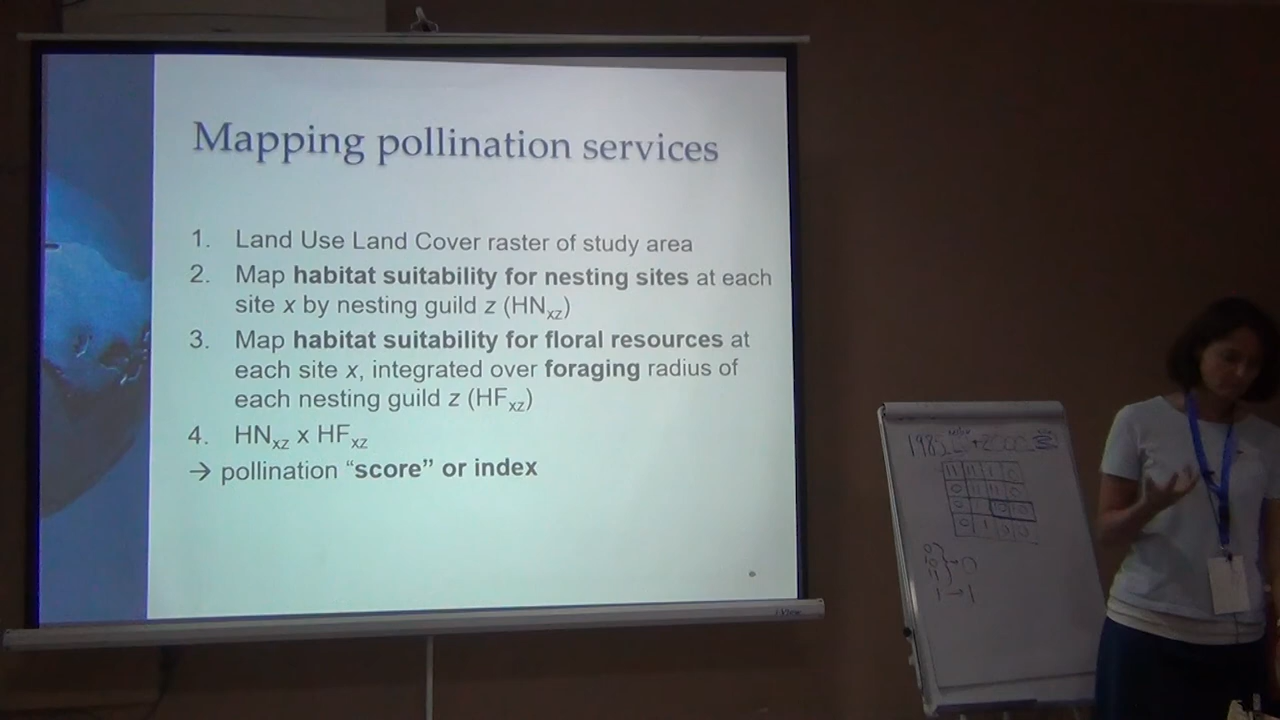 Mapping pollination services
1. Land Use Land Cover raster of study area
2. Map habitat suitability for nesting sites at each
site x by nesting guild z (HNxz)
3. Map habitat suitability for floral resources at
each site x, integrated over foraging radius of
each nesting guild z (HFxz)
4. HNxz x HFxz
→ pollination “score” or index
1985